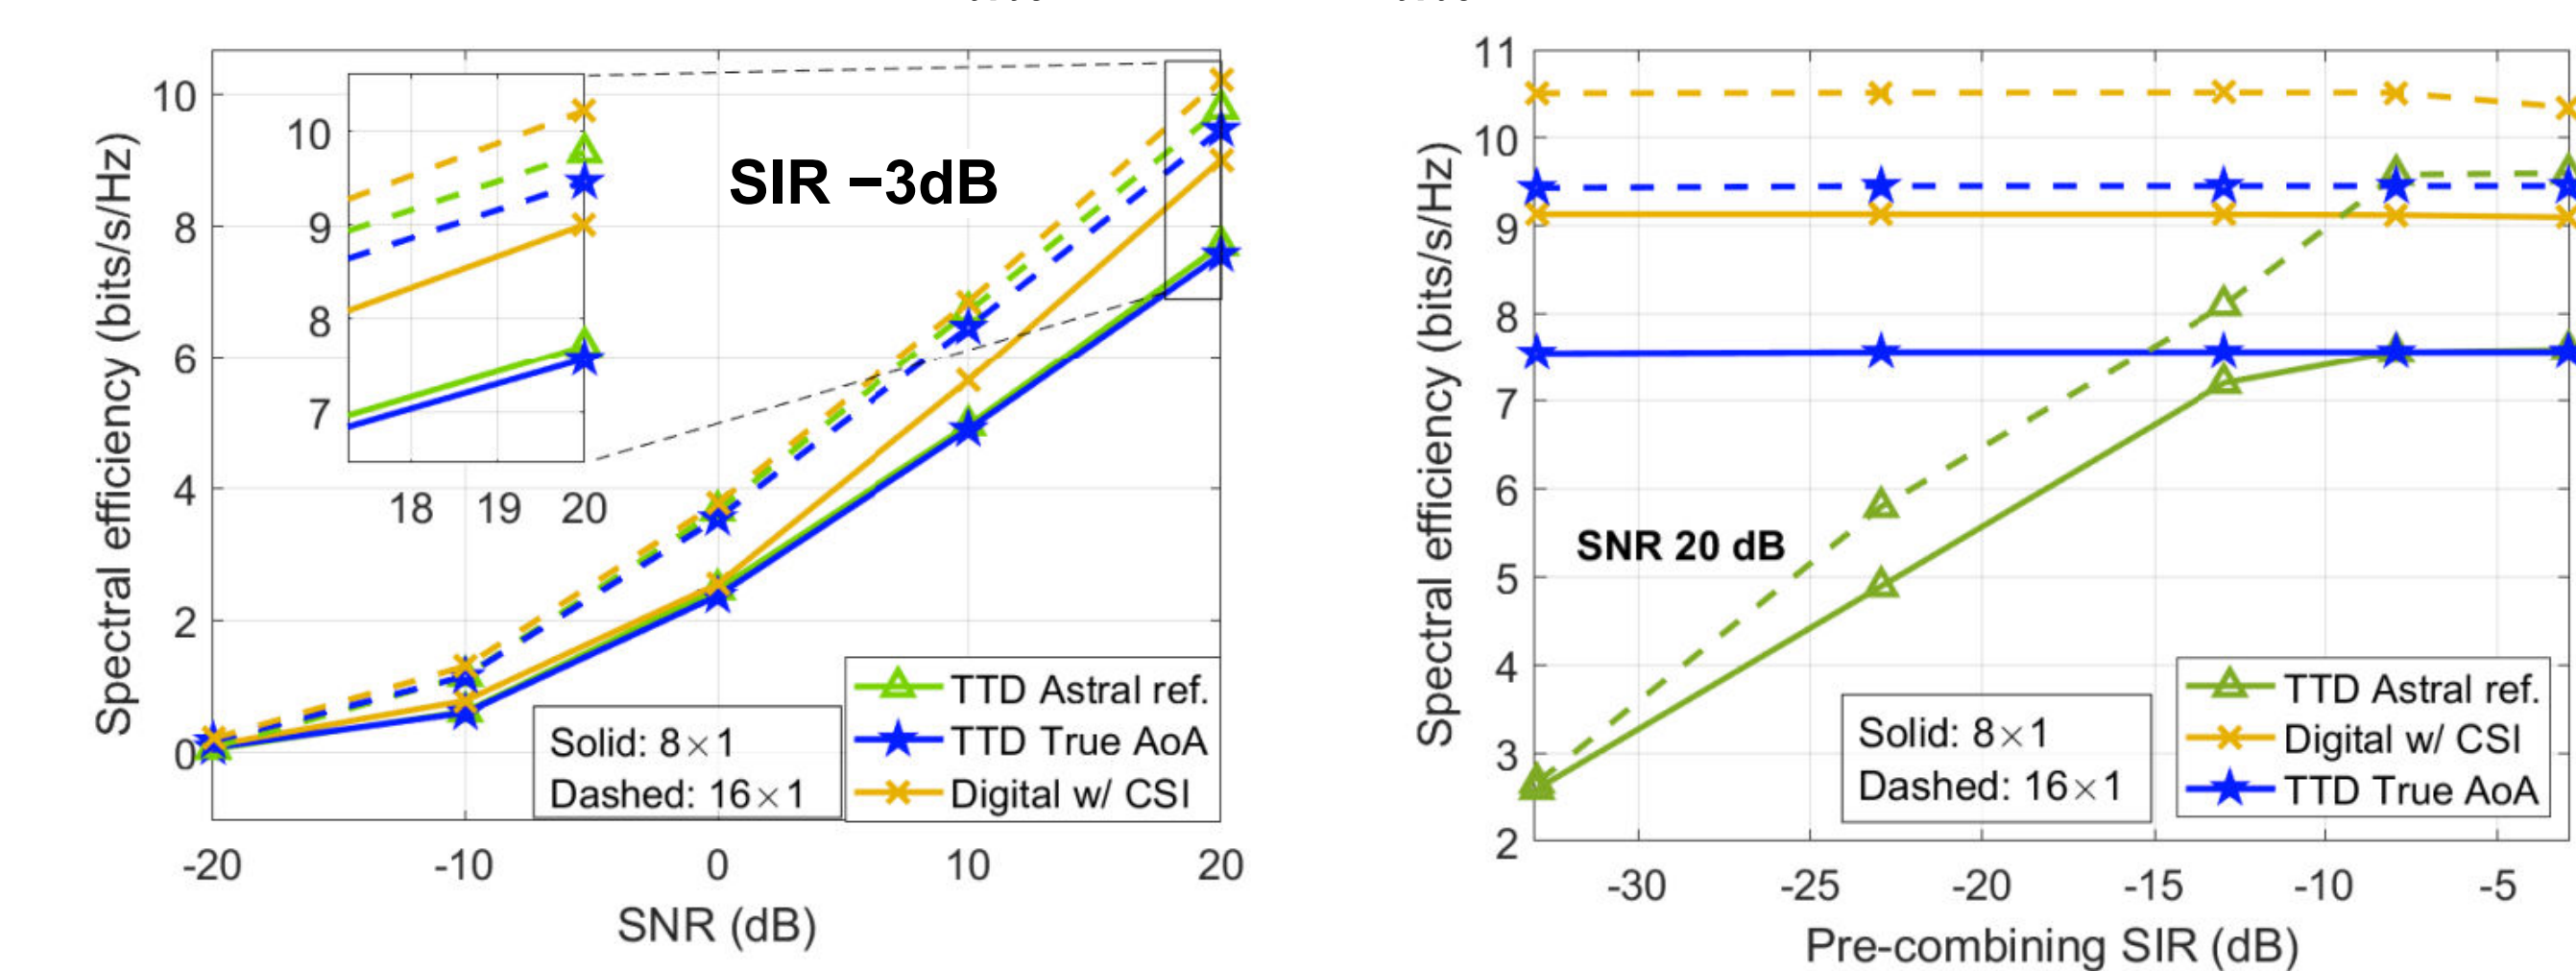 Spectral efficiency (bits/s/Hz)
10
8
6
4
2
0
10
9
8
7
18 19 20
SIR −3dB
TTD Astral ref.
TTD True AoA
Digital w/ CSI
Solid: 8×1
Dashed: 16×1
-20 -10 0 10 20
SNR (dB)
Spectral efficiency (bits/s/Hz)
11
10
9
8
7
6
5
4
3
2
SNR 20 dB
Solid: 8×1
Dashed: 16×1
TTD Astral ref.
Digital w/ CSI
TTD True AoA
-30 -25 -20 -15 -10 -5
Pre-combining SIR (dB)